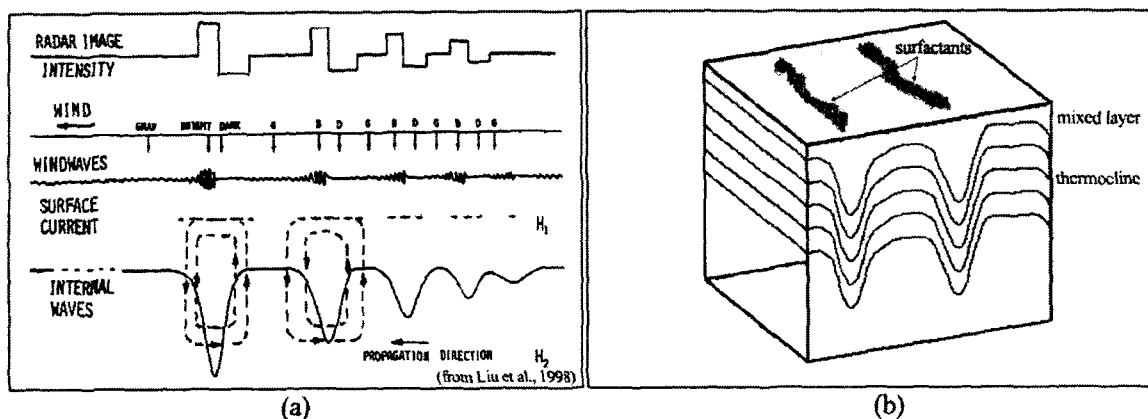 RADAR IMAGE
INTENSITY
WIND
GRAY BRIGHT DARK G B D G B D G B D G
WINDWAVES
SURFACE
CURRENT
H₁
INTERNAL
WAVES
PROPAGATION DIRECTION H₂
(from Liu et al., 1998)
(a)
surfactants
mixed layer
thermocline
(b)